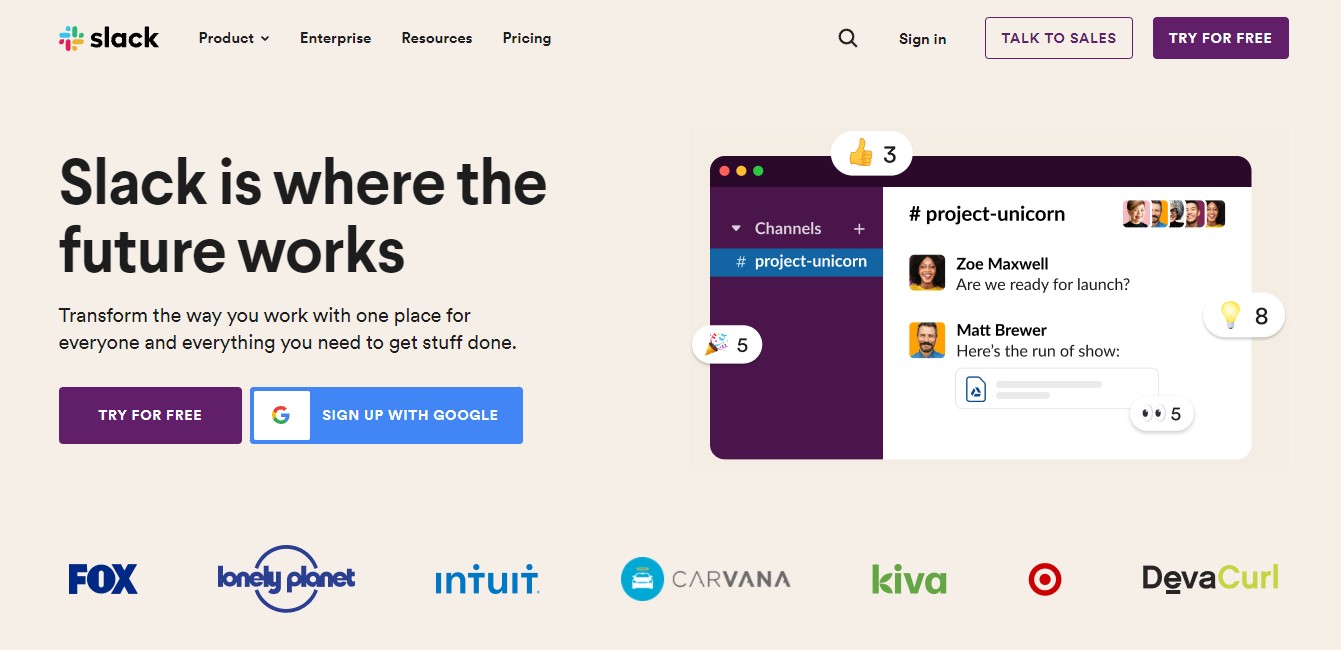 slack
Product
Enterprise
Resources
Pricing
Sign in
TALK TO SALES
TRY FOR FREE
Slack is where the
future works
Transform the way you work with one place for
everyone and everything you need to get stuff done.
TRY FOR FREE
G SIGN UP WITH GOOGLE
3
Channels +
# project-unicorn
5
# project-unicorn
Zoe Maxwell
Are we ready for launch?
8
Matt Brewer
Here's the run of show:
5
FOX
lonely planet
intuit
CARVANA
kiva
DevaCurl